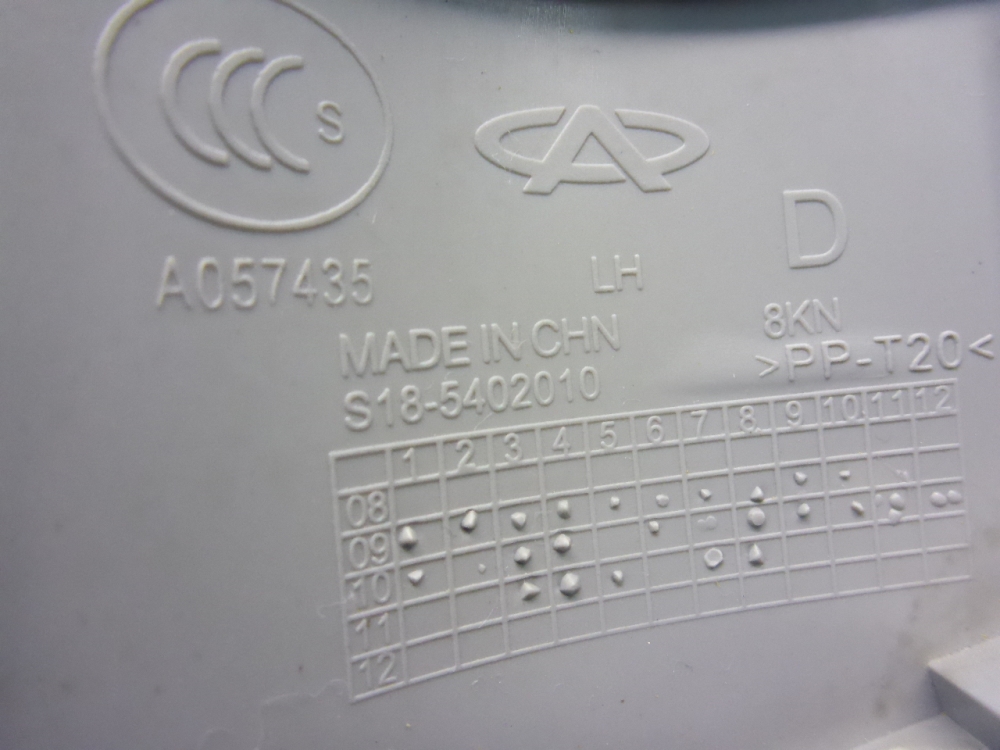 CCC S
A057435
LH
D
MADE IN CHN
8KN
S18-5402010
>PP-T20<
1 2 3 4 5 6 7 8 9 10 11 12
08
09
10
11
12